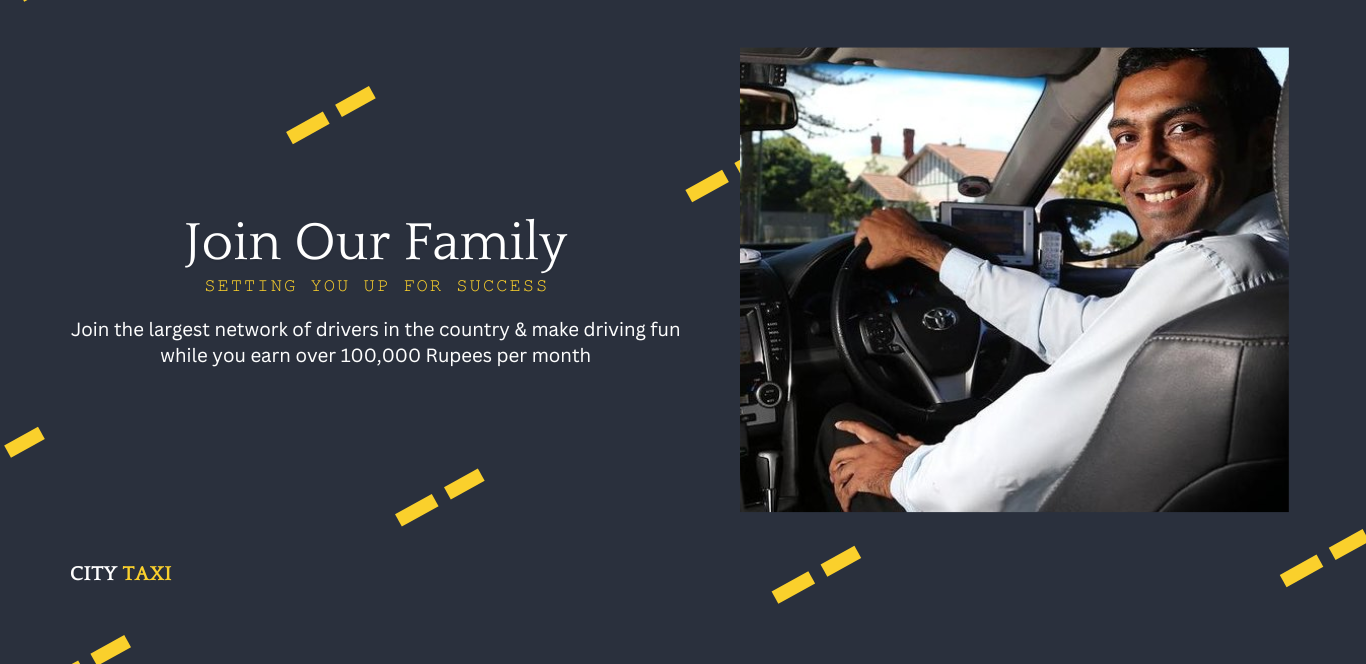 Join Our Family
SETTING YOU UP FOR SUCCESS
Join the largest network of drivers in the country & make driving fun
while you earn over 100,000 Rupees per month
CITY TAXI